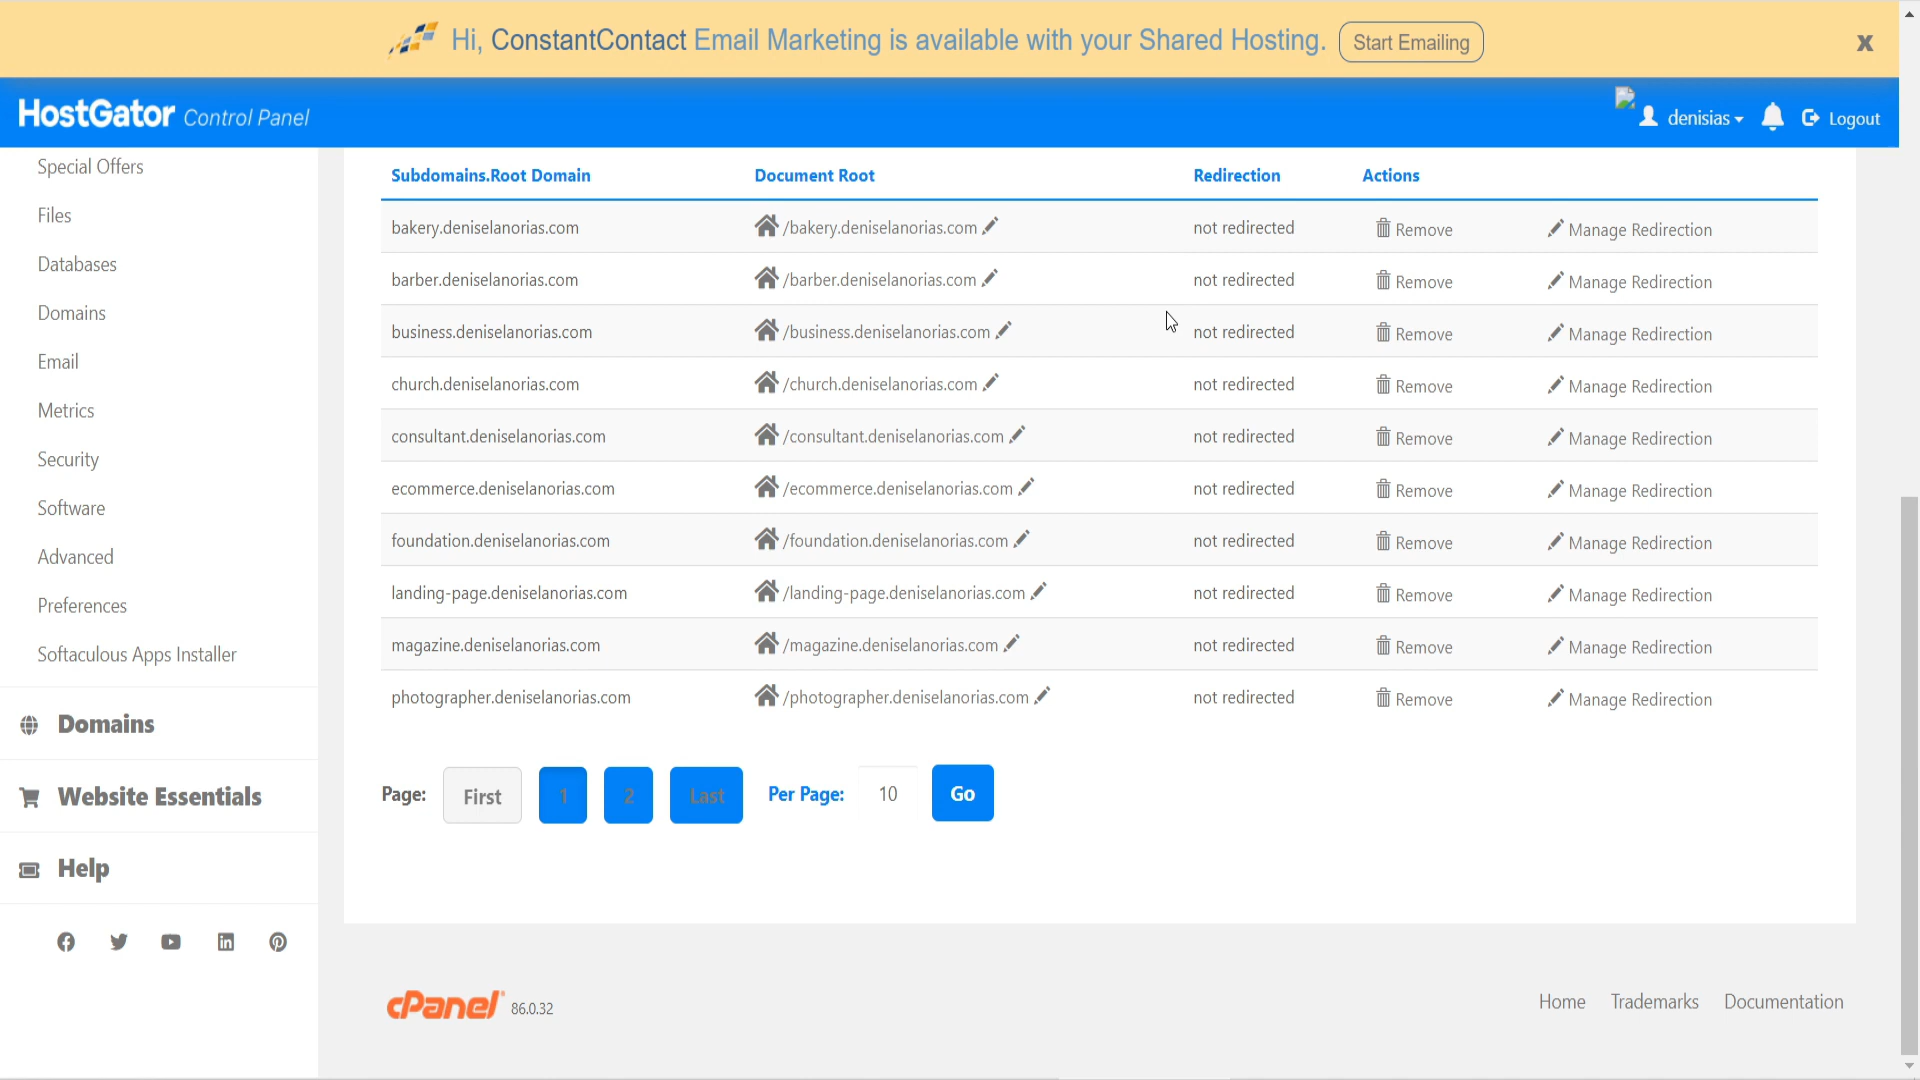 Hi, ConstantContact Email Marketing is available with your Shared Hosting. Start Emailing X
HostGator Control Panel denisias Logout
Special Offers
Files
Databases
Domains
Email
Metrics
Security
Software
Advanced
Preferences
Softaculous Apps Installer
Domains
Website Essentials
Help
Subdomains.Root Domain Document Root Redirection Actions
bakery.deniselanorias.com /bakery.deniselanorias.com not redirected Remove Manage Redirection
barber.deniselanorias.com /barber.deniselanorias.com not redirected Remove Manage Redirection
business.deniselanorias.com /business.deniselanorias.com not redirected Remove Manage Redirection
church.deniselanorias.com /church.deniselanorias.com not redirected Remove Manage Redirection
consultant.deniselanorias.com /consultant.deniselanorias.com not redirected Remove Manage Redirection
ecommerce.deniselanorias.com /ecommerce.deniselanorias.com not redirected Remove Manage Redirection
foundation.deniselanorias.com /foundation.deniselanorias.com not redirected Remove Manage Redirection
landing-page.deniselanorias.com /landing-page.deniselanorias.com not redirected Remove Manage Redirection
magazine.deniselanorias.com /magazine.deniselanorias.com not redirected Remove Manage Redirection
photographer.deniselanorias.com /photographer.deniselanorias.com not redirected Remove Manage Redirection
Page: First 1 2 Last Per Page: 10 Go
cPanel 86.0.32 Home Trademarks Documentation